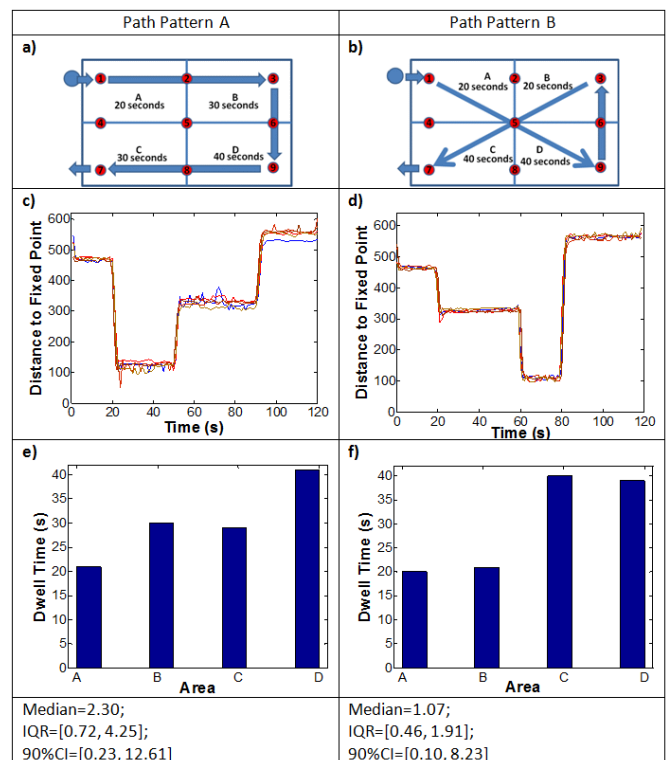 Path Pattern A
Path Pattern B
a)
1
2
3
A
20 seconds
B
30 seconds
4
5
6
C
30 seconds
D
40 seconds
7
8
9
b)
1
2
3
A
20 seconds
B
20 seconds
4
5
6
C
40 seconds
D
40 seconds
7
8
9
c)
Distance to Fixed Point
600
500
400
300
200
100
0
0 20 40 60 80 100 120
Time (s)
d)
Distance to Fixed Point
600
500
400
300
200
100
0
0 20 40 60 80 100 120
Time (s)
e)
Dwell Time (s)
40
35
30
25
20
15
10
5
0
A B C D
Area
f)
Dwell Time (s)
40
35
30
25
20
15
10
5
0
A B C D
Area
Median=2.30;
IQR=[0.72, 4.25];
90%CI=[0.23, 12.61]
Median=1.07;
IQR=[0.46, 1.91];
90%CI=[0.10, 8.23]